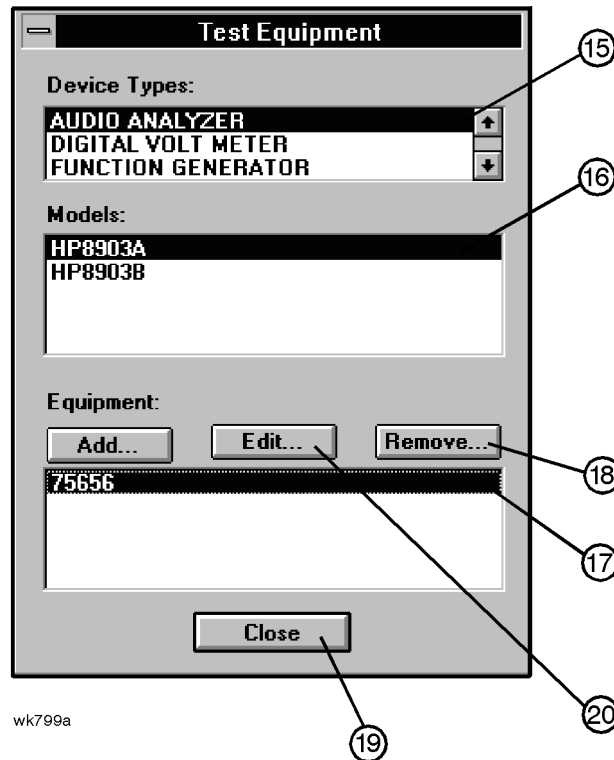 Test Equipment
15
Device Types:
AUDIO ANALYZER
DIGITAL VOLT METER
FUNCTION GENERATOR
16
Models:
HP8903A
HP8903B
Equipment:
Add... Edit... Remove...
18
75656
17
Close
wk799a
19
20